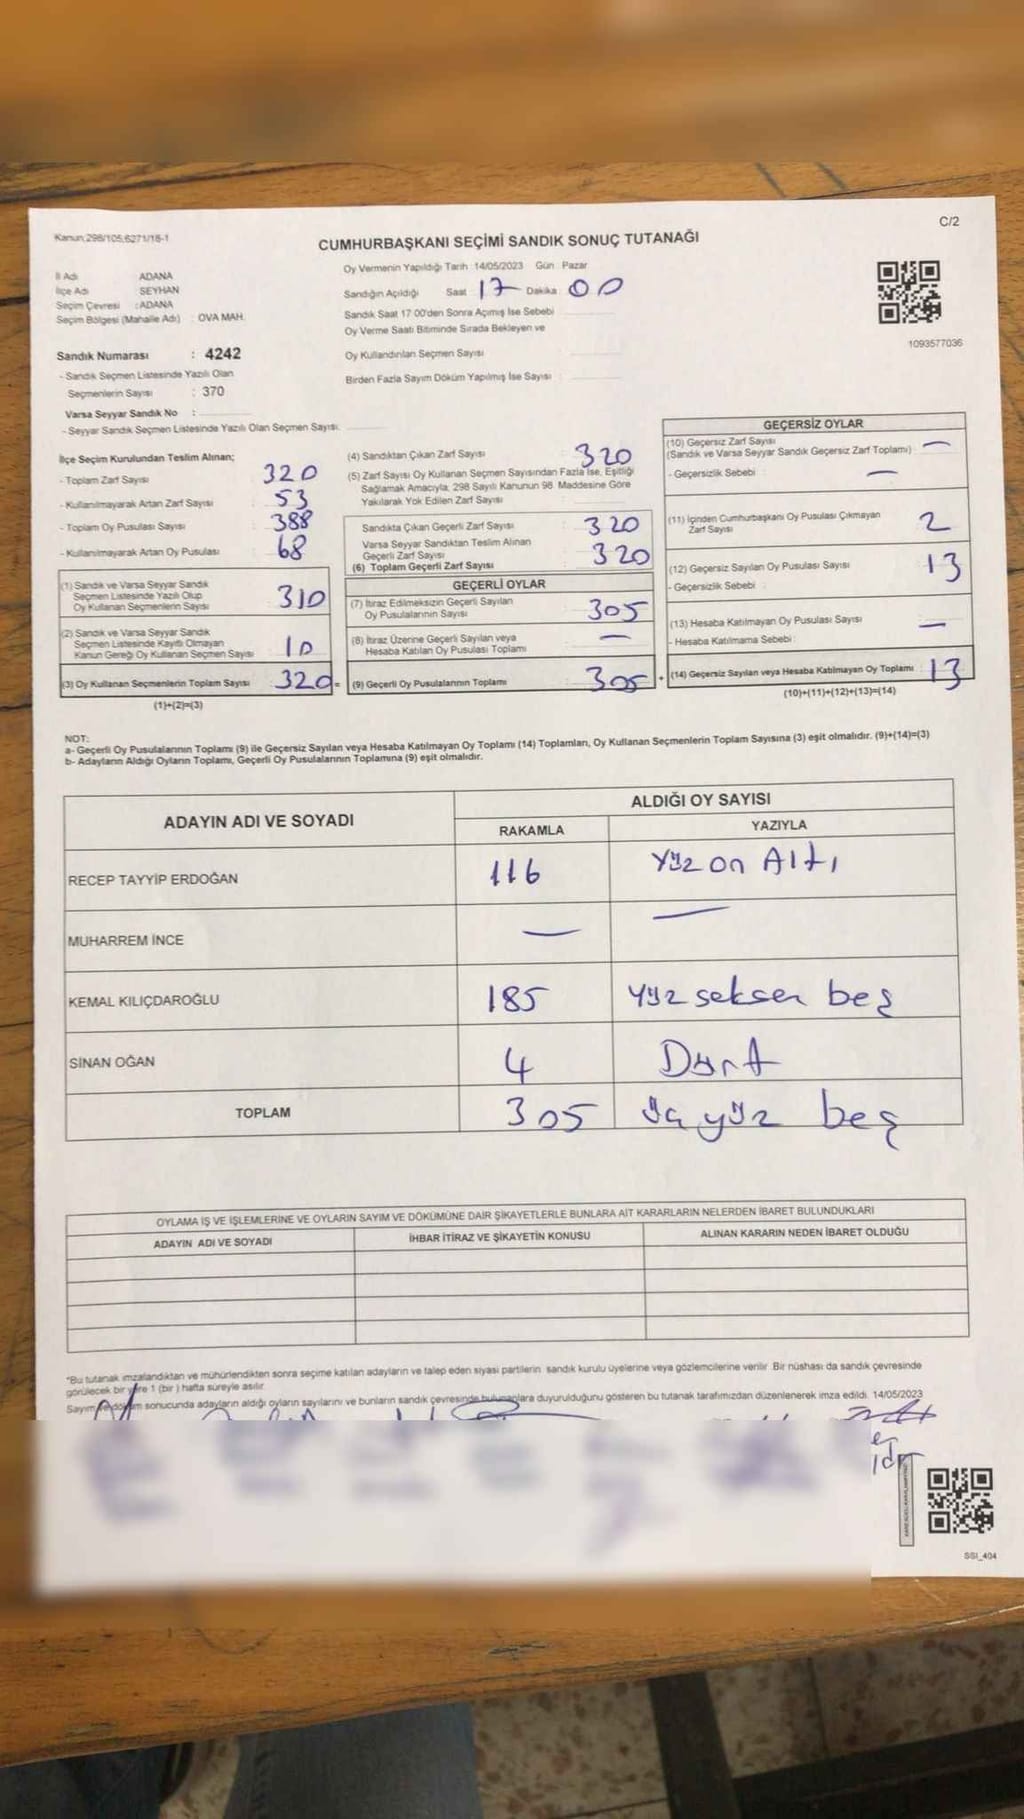 C/2
Kanun:298/105;6271/18-1
CUMHURBAŞKANI SEÇİMİ SANDIK SONUÇ TUTANAĞI
İl Adı ADANA
İlçe Adı SEYHAN
Seçim Çevresi :ADANA
Seçim Bölgesi (Mahalle Adı) : OVA MAH.
Sandık Numarası : 4242
- Sandık Seçmen Listesinde Yazılı Olan
Seçmenlerin Sayısı : 370
Varsa Seyyar Sandık No :
- Seyyar Sandık Seçmen Listesinde Yazılı Olan Seçmen Sayısı:
Oy Vermenin Yapıldığı Tarih : 14/05/2023 Gün : Pazar
Sandığın Açıldığı Saat 17 Dakika 00
Sandık Saat 17 00'den Sonra Açımış İse Sebebi
Oy Verme Saati Bitiminde Sırada Bekleyen ve
Oy Kullandırılan Seçmen Sayısı
Birden Fazla Sayım Döküm Yapılmış İse Sayısı :
1093577036
İlçe Seçim Kurulundan Teslim Alınan;
- Toplam Zarf Sayısı 320
- Kullanılmayarak Artan Zarf Sayısı 53
- Toplam Oy Pusulası Sayısı 388
- Kullanılmayarak Artan Oy Pusulası 68
(1) Sandık ve Varsa Seyyar Sandık
Seçmen Listesinde Yazılı Olup
Oy Kullanan Seçmenlerin Sayısı 310
(2) Sandık ve Varsa Seyyar Sandık
Seçmen Listesinde Kayıtlı Olmayan
Kanun Gereği Oy Kullanan Seçmen Sayısı 10
(3) Oy Kullanan Seçmenlerin Toplam Sayısı 320 =
(1)+(2)=(3)
(4) Sandıktan Çıkan Zarf Sayısı 320
(5) Zarf Sayısı Oy Kullanan Seçmen Sayısından Fazla İse, Eşitliği
Sağlamak Amacıyla, 298 Sayılı Kanunun 98. Maddesine Göre
Yakılarak Yok Edilen Zarf Sayısı
Sandıkta Çıkan Geçerli Zarf Sayısı 320
Varsa Seyyar Sandıktan Teslim Alınan
Geçerli Zarf Sayısı
(6) Toplam Geçerli Zarf Sayısı 320
GEÇERLİ OYLAR
(7) İtiraz Edilmeksizin Geçerli Sayılan
Oy Pusulalarının Sayısı 305
(8) İtiraz Üzerine Geçerli Sayılan veya
Hesaba Katılan Oy Pusulası Toplamı —
(9) Geçerli Oy Pusulalarının Toplamı 305 +
GEÇERSİZ OYLAR
(10) Geçersiz Zarf Sayısı
(Sandık ve Varsa Seyyar Sandık Geçersiz Zarf Toplamı) : —
- Geçersizlik Sebebi : —
(11) İçinden Cumhurbaşkanı Oy Pusulası Çıkmayan
Zarf Sayısı 2
(12) Geçersiz Sayılan Oy Pusulası Sayısı 13
- Geçersizlik Sebebi :
(13) Hesaba Katılmayan Oy Pusulası Sayısı —
- Hesaba Katılmama Sebebi :
(14) Geçersiz Sayılan veya Hesaba Katılmayan Oy Toplamı 13
(10)+(11)+(12)+(13)=(14)
NOT:
a- Geçerli Oy Pusulalarının Toplamı (9) ile Geçersiz Sayılan veya Hesaba Katılmayan Oy Toplamı (14) Toplamları, Oy Kullanan Seçmenlerin Toplam Sayısına (3) eşit olmalıdır. (9)+(14)=(3)
b- Adayların Aldığı Oyların Toplamı, Geçerli Oy Pusulalarının Toplamına (9) eşit olmalıdır.
ADAYIN ADI VE SOYADI ALDIĞI OY SAYISI
RAKAMLA YAZIYLA
RECEP TAYYİP ERDOĞAN 116 Yüz on Altı
MUHARREM İNCE — —
KEMAL KILIÇDAROĞLU 185 Yüz seksen beş
SİNAN OĞAN 4 Dört
TOPLAM 305 üç yüz beş
OYLAMA İŞ VE İŞLEMLERİNE VE OYLARIN SAYIM VE DÖKÜMÜNE DAİR ŞİKAYETLERLE BUNLARA AİT KARARLARIN NELERDEN İBARET BULUNDUKLARI
ADAYIN ADI VE SOYADI İHBAR İTİRAZ VE ŞİKAYETİN KONUSU ALINAN KARARIN NEDEN İBARET OLDUĞU
"Bu tutanak imzalandıktan ve mühürlendikten sonra seçime katılan adayların ve talep eden siyasi partilerin sandık kurulu üyelerine veya gözlemcilerine verilir. Bir nüshası da sandık çevresinde
görülecek bir yere 1 (bir ) hafta süreyle asılır.
Sayım ve döküm sonucunda adayların aldığı oyların sayılarını ve bunların sandık çevresinde bulunanlara duyurulduğunu gösteren bu tutanak tarafımızdan düzenlenerek imza edildi. 14/05/2023
SSI_404